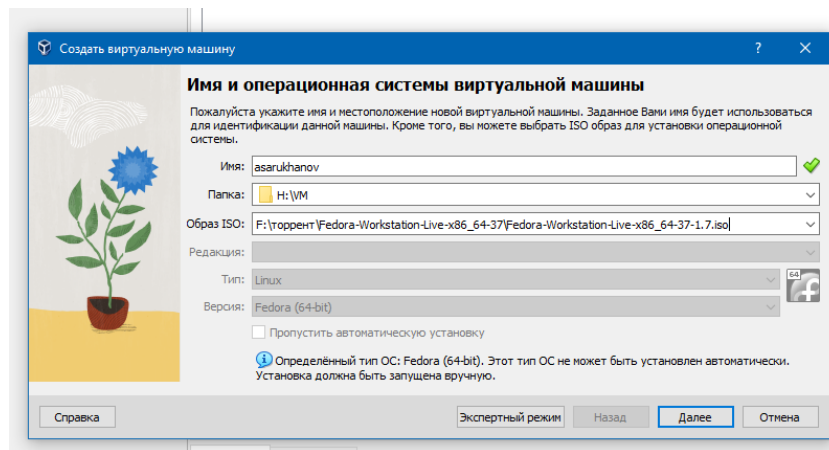 Создать виртуальную машину
Имя и операционная системы виртуальной машины
Пожалуйста укажите имя и местоположение новой виртуальной машины. Заданное Вами имя будет использоваться
для идентификации данной машины. Кроме того, вы можете выбрать ISO образ для установки операционной
системы.
Имя: asarukhanov
Папка: H:\VM
Образ ISO: F:\торрент\Fedora-Workstation-Live-x86_64-37\Fedora-Workstation-Live-x86_64-37-1.7.iso
Редакция:
Тип: Linux
64
Версия: Fedora (64-bit)
Пропустить автоматическую установку
Определённый тип ОС: Fedora (64-bit). Этот тип ОС не может быть установлен автоматически.
Установка должна быть запущена вручную.
Справка Экспертный режим Назад Далее Отмена